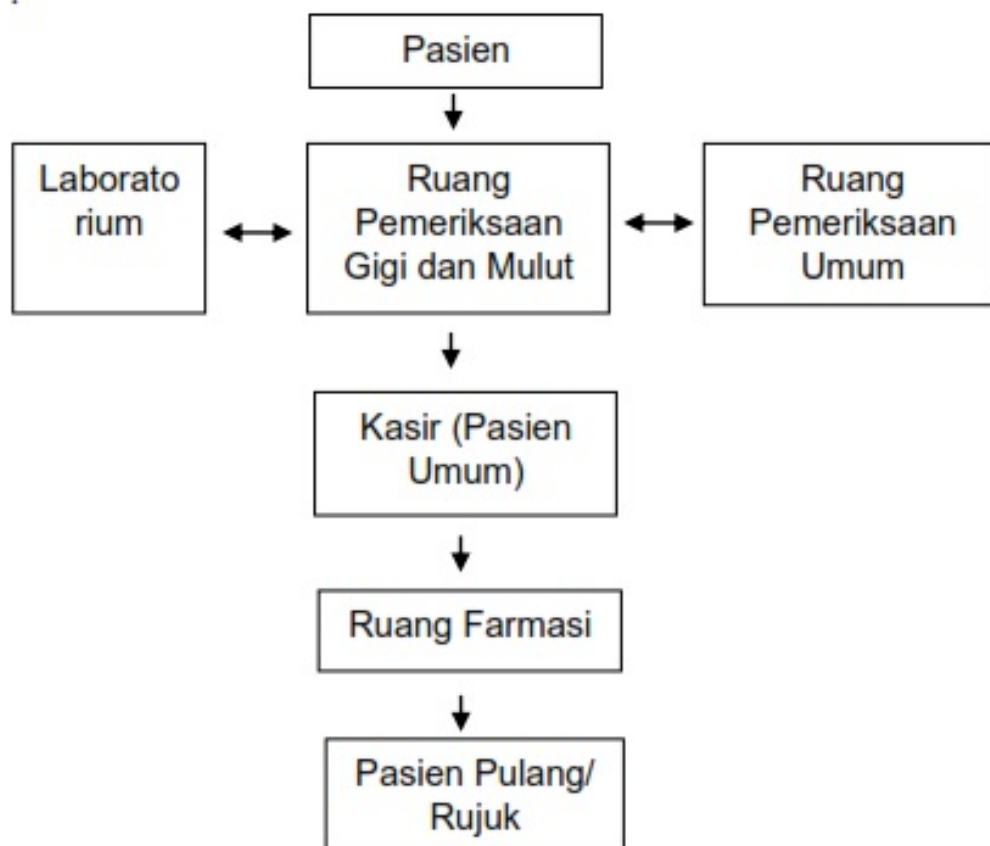 Pasien
Laborato
rium
Ruang
Pemeriksaan
Gigi dan Mulut
Ruang
Pemeriksaan
Umum
Kasir (Pasien
Umum)
Ruang Farmasi
Pasien Pulang/
Rujuk